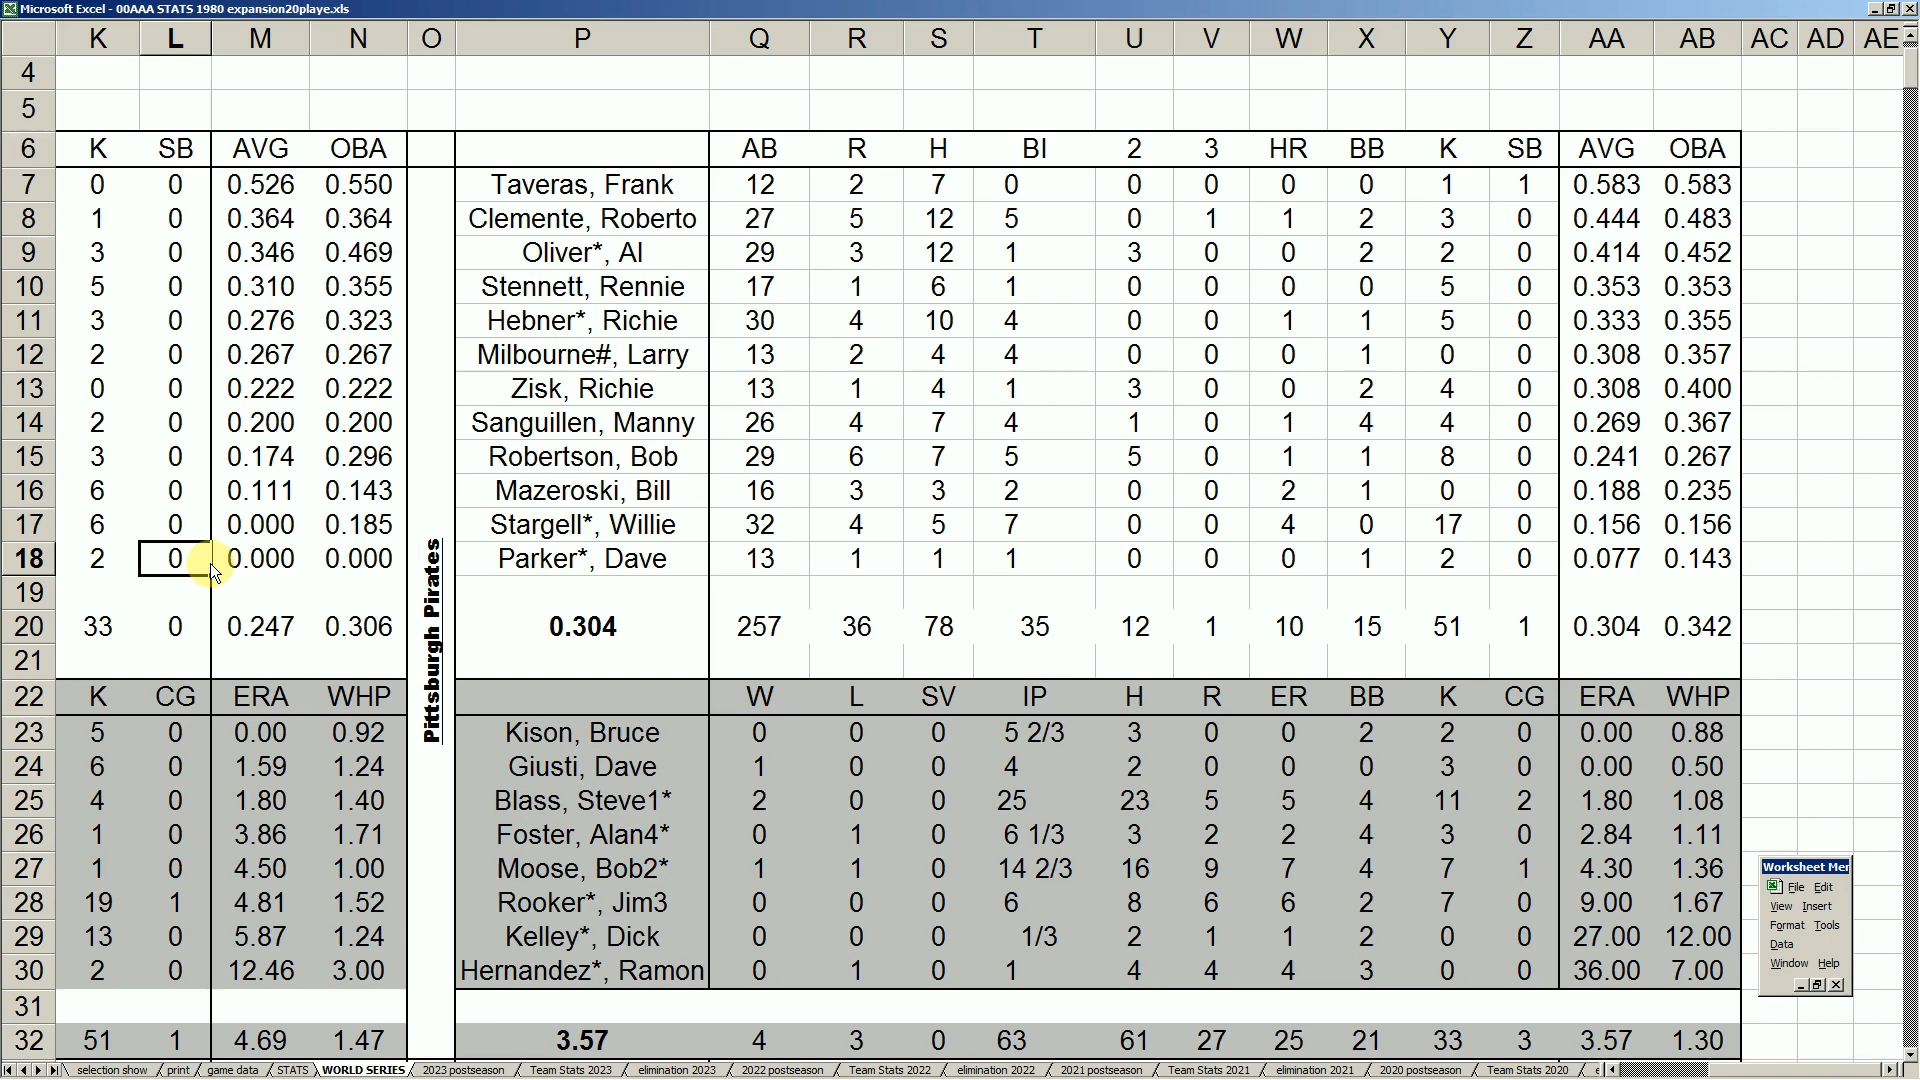 Microsoft Excel - 00AAA STATS 1980 expansion20playe.xls
K L M N O P Q R S T U V W X Y Z AA AB AC AD AE
4
5
6 K SB AVG OBA AB R H BI 2 3 HR BB K SB AVG OBA
7 0 0 0.526 0.550 Taveras, Frank 12 2 7 0 0 0 0 0 1 1 0.583 0.583
8 1 0 0.364 0.364 Clemente, Roberto 27 5 12 5 0 1 1 2 3 0 0.444 0.483
9 3 0 0.346 0.469 Oliver*, Al 29 3 12 1 3 0 0 2 2 0 0.414 0.452
10 5 0 0.310 0.355 Stennett, Rennie 17 1 6 1 0 0 0 0 5 0 0.353 0.353
11 3 0 0.276 0.323 Hebner*, Richie 30 4 10 4 0 0 1 1 5 0 0.333 0.355
12 2 0 0.267 0.267 Milbourne#, Larry 13 2 4 4 0 0 0 1 0 0 0.308 0.357
13 0 0 0.222 0.222 Zisk, Richie 13 1 4 1 3 0 0 2 4 0 0.308 0.400
14 2 0 0.200 0.200 Sanguillen, Manny 26 4 7 4 1 0 1 4 4 0 0.269 0.367
15 3 0 0.174 0.296 Robertson, Bob 29 6 7 5 5 0 1 1 8 0 0.241 0.267
16 6 0 0.111 0.143 Mazeroski, Bill 16 3 3 2 0 0 2 1 0 0 0.188 0.235
17 6 0 0.000 0.185 Stargell*, Willie 32 4 5 7 0 0 4 0 17 0 0.156 0.156
18 2 0 0.000 0.000 Parker*, Dave 13 1 1 1 0 0 0 1 2 0 0.077 0.143
19
20 33 0 0.247 0.306 0.304 257 36 78 35 12 1 10 15 51 1 0.304 0.342
21
Pittsburgh Pirates
22 K CG ERA WHP W L SV IP H R ER BB K CG ERA WHP
23 5 0 0.00 0.92 Kison, Bruce 0 0 0 5 2/3 3 0 0 2 2 0 0.00 0.88
24 6 0 1.59 1.24 Giusti, Dave 1 0 0 4 2 0 0 0 3 0 0.00 0.50
25 4 0 1.80 1.40 Blass, Steve1* 2 0 0 25 23 5 5 4 11 2 1.80 1.08
26 1 0 3.86 1.71 Foster, Alan4* 0 1 0 6 1/3 3 2 2 4 3 0 2.84 1.11
27 1 0 4.50 1.00 Moose, Bob2* 1 1 0 14 2/3 16 9 7 4 7 1 4.30 1.36
28 19 1 4.81 1.52 Rooker*, Jim3 0 0 0 6 8 6 6 2 7 0 9.00 1.67
29 13 0 5.87 1.24 Kelley*, Dick 0 0 0 1/3 2 1 1 2 0 0 27.00 12.00
30 2 0 12.46 3.00 Hernandez*, Ramon 0 1 0 1 4 4 4 3 0 0 36.00 7.00
31
32 51 1 4.69 1.47 3.57 4 3 0 63 61 27 25 21 33 3 3.57 1.30
Worksheet Mer
File Edit
View Insert
Format Tools
Data
Window Help
selection show print game data STATS WORLD SERIES 2023 postseason Team Stats 2023 elimination 2023 2022 postseason Team Stats 2022 elimination 2022 2021 postseason Team Stats 2021 elimination 2021 2020 postseason Team Stats 2020